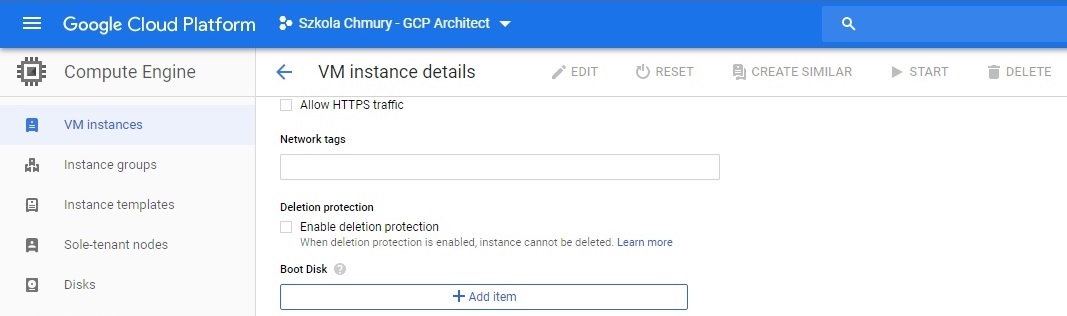 Google Cloud Platform
Szkola Chmury - GCP Architect
Compute Engine
VM instance details
EDIT
RESET
CREATE SIMILAR
START
DELETE
VM instances
Instance groups
Instance templates
Sole-tenant nodes
Disks
Allow HTTPS traffic
Network tags
Deletion protection
Enable deletion protection
When deletion protection is enabled, instance cannot be deleted. Learn more
Boot Disk ?
+ Add item